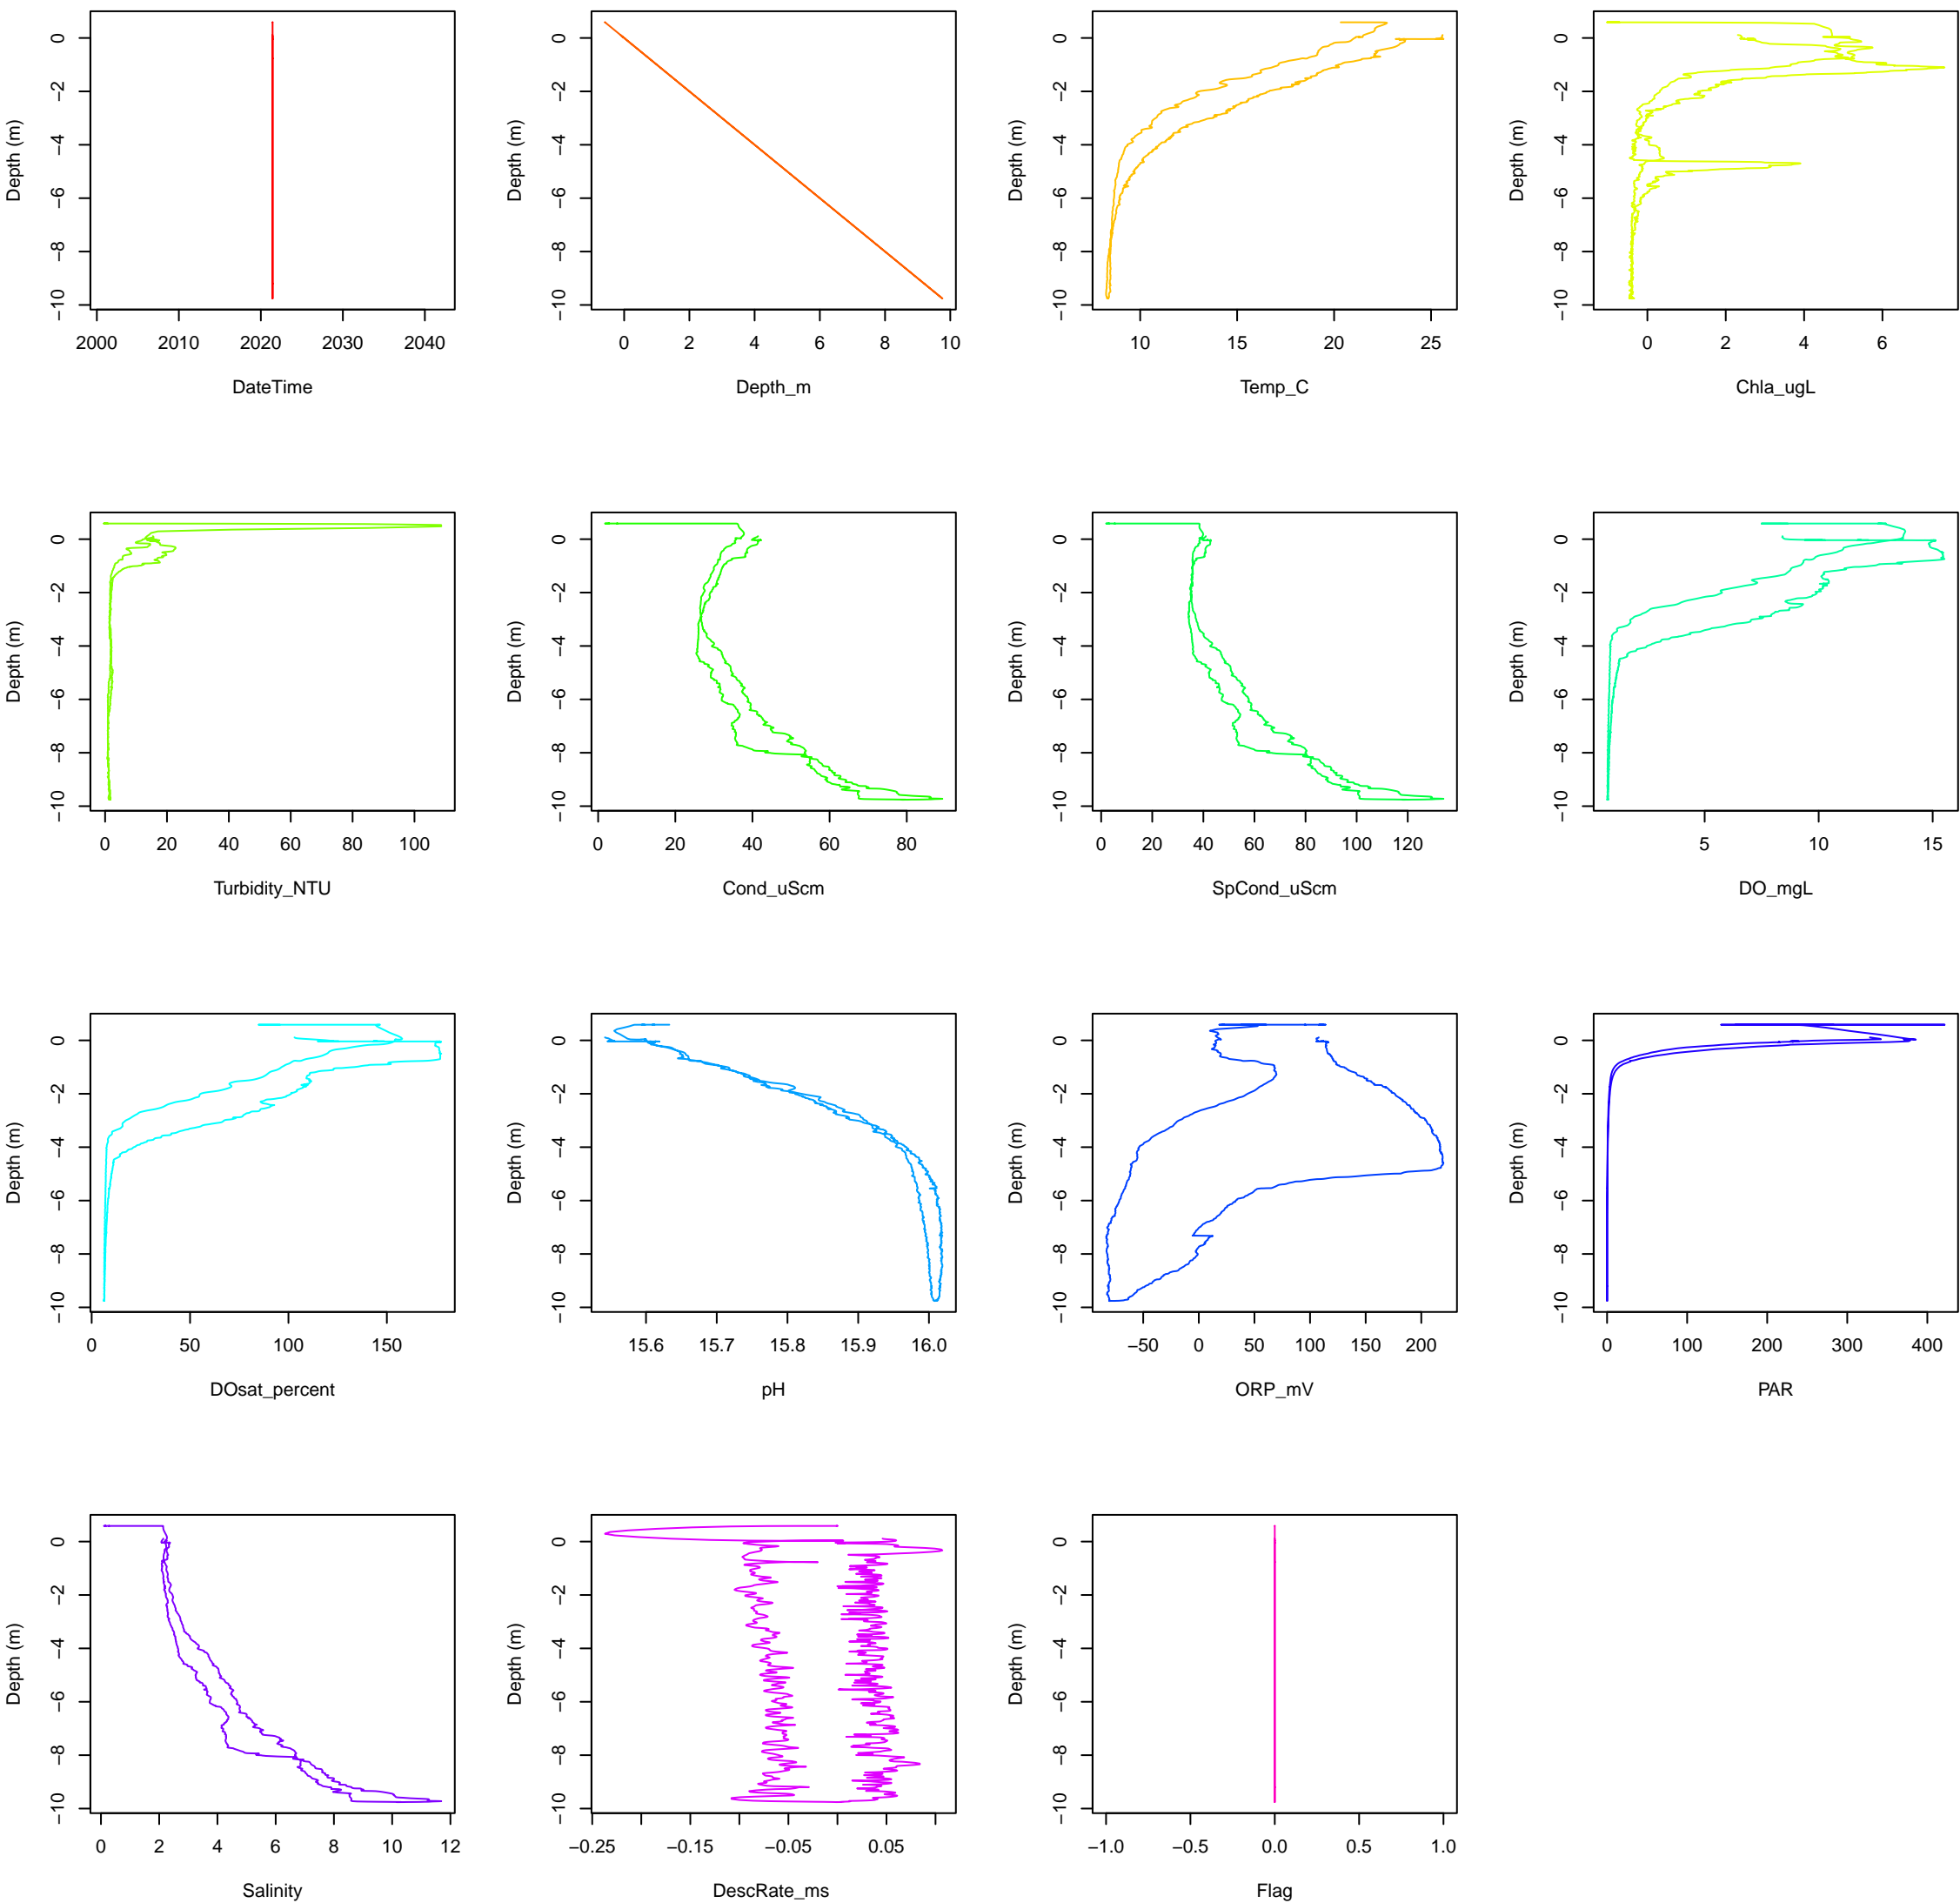 Depth (m)
0
−2
−4
−6
−8
−10
2000 2010 2020 2030 2040
DateTime
Depth (m)
0
−2
−4
−6
−8
−10
0 2 4 6 8 10
Depth_m
Depth (m)
0
−2
−4
−6
−8
−10
10 15 20 25
Temp_C
Depth (m)
0
−2
−4
−6
−8
−10
0 2 4 6
Chla_ugL
Depth (m)
0
−2
−4
−6
−8
−10
0 20 40 60 80 100
Turbidity_NTU
Depth (m)
0
−2
−4
−6
−8
−10
0 20 40 60 80
Cond_uScm
Depth (m)
0
−2
−4
−6
−8
−10
0 20 40 60 80 100 120
SpCond_uScm
Depth (m)
0
−2
−4
−6
−8
−10
5 10 15
DO_mgL
Depth (m)
0
−2
−4
−6
−8
−10
0 50 100 150
DOsat_percent
Depth (m)
0
−2
−4
−6
−8
−10
15.6 15.7 15.8 15.9 16.0
pH
Depth (m)
0
−2
−4
−6
−8
−10
−50 0 50 100 150 200
ORP_mV
Depth (m)
0
−2
−4
−6
−8
−10
0 100 200 300 400
PAR
Depth (m)
0
−2
−4
−6
−8
−10
0 2 4 6 8 10 12
Salinity
Depth (m)
0
−2
−4
−6
−8
−10
−0.25 −0.15 −0.05 0.05
DescRate_ms
Depth (m)
0
−2
−4
−6
−8
−10
−1.0 −0.5 0.0 0.5 1.0
Flag